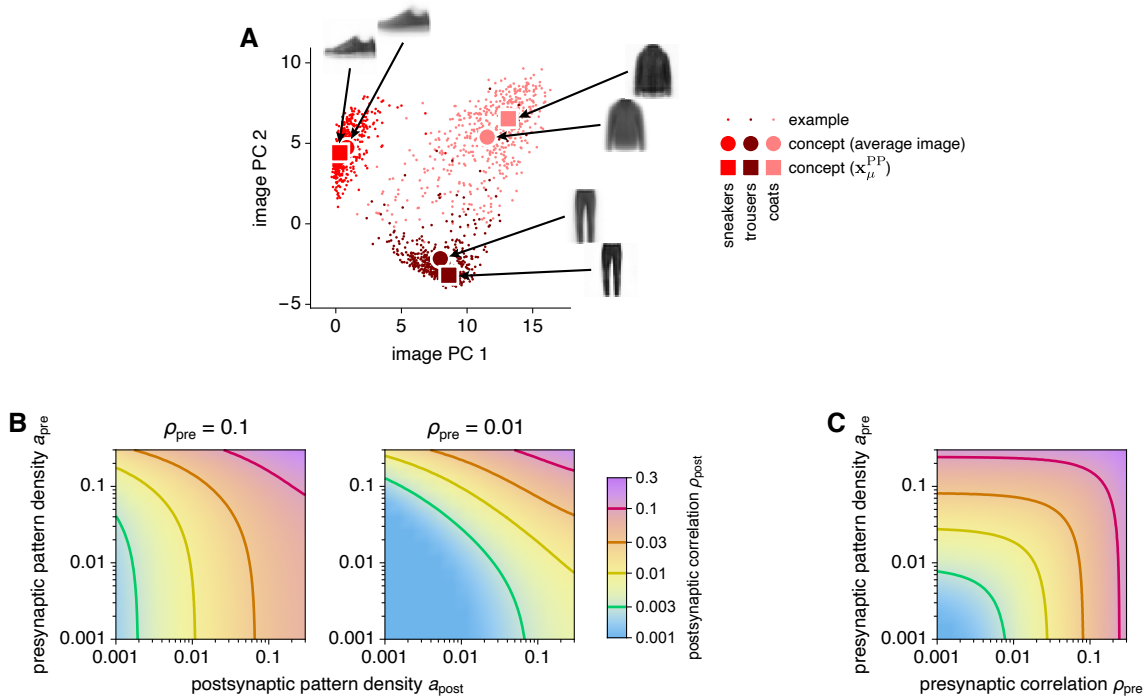 A
10
5
0
−5
image PC 2
0
5
10
15
image PC 1
example
concept (average image)
concept (x_μ^PP)
sneakers
trousers
coats
B
ρpre = 0.1
ρpre = 0.01
presynaptic pattern density apre
0.1
0.01
0.001
0.001
0.01
0.1
0.001
0.01
0.1
postsynaptic pattern density apost
0.3
0.1
0.03
0.01
0.003
0.001
postsynaptic correlation ρpost
C
presynaptic pattern density apre
0.1
0.01
0.001
0.001
0.01
0.1
presynaptic correlation ρpre